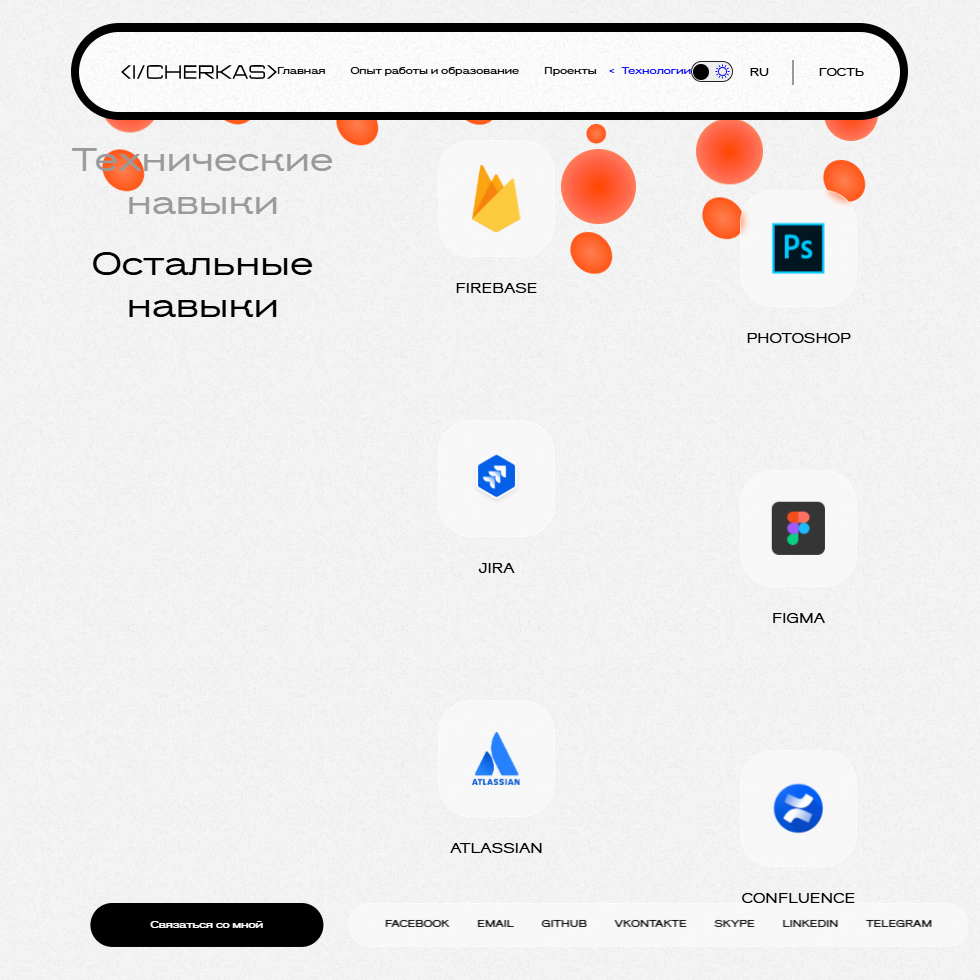 <I/CHERKAS>
Главная
Опыт работы и образование
Проекты
< Технологии
RU
ГОСТЬ
Технические
навыки
Остальные
навыки
FIREBASE
Ps
PHOTOSHOP
JIRA
FIGMA
ATLASSIAN
ATLASSIAN
CONFLUENCE
Связаться со мной
FACEBOOK
EMAIL
GITHUB
VKONTAKTE
SKYPE
LINKEDIN
TELEGRAM